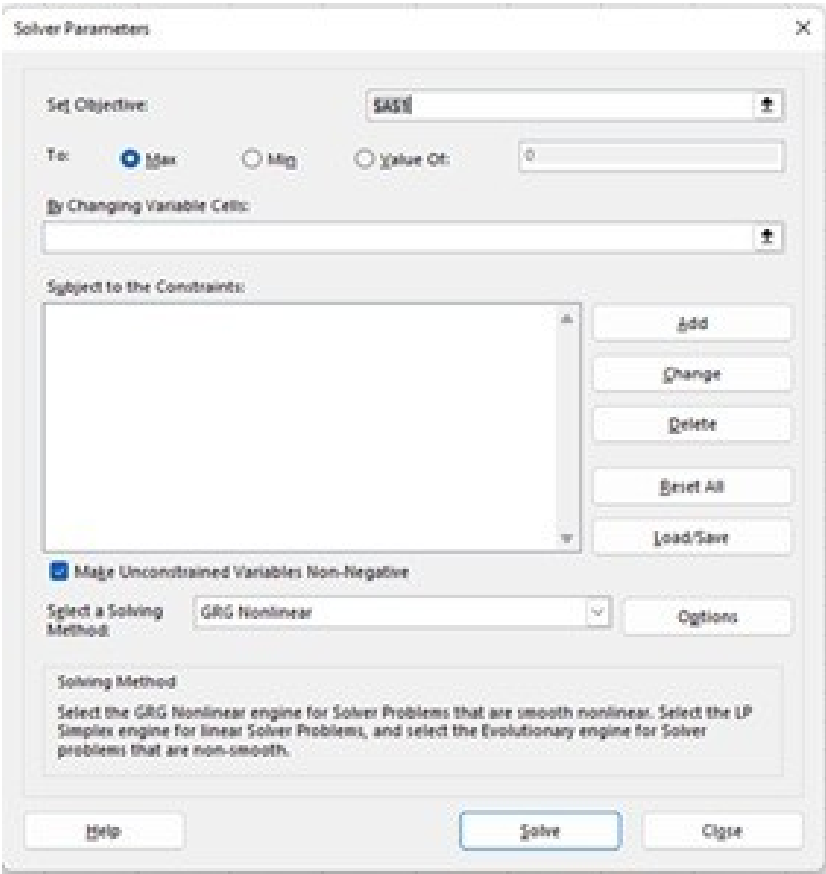 Solver Parameters
Set Objective:
$A$1
To:
Max
Min
Value Of:
0
By Changing Variable Cells:
Subject to the Constraints:
Add
Change
Delete
Reset All
Load/Save
Make Unconstrained Variables Non-Negative
Select a Solving
Method:
GRG Nonlinear
Options
Solving Method
Select the GRG Nonlinear engine for Solver Problems that are smooth nonlinear. Select the LP
Simplex engine for linear Solver Problems, and select the Evolutionary engine for Solver
problems that are non-smooth.
Help
Solve
Close